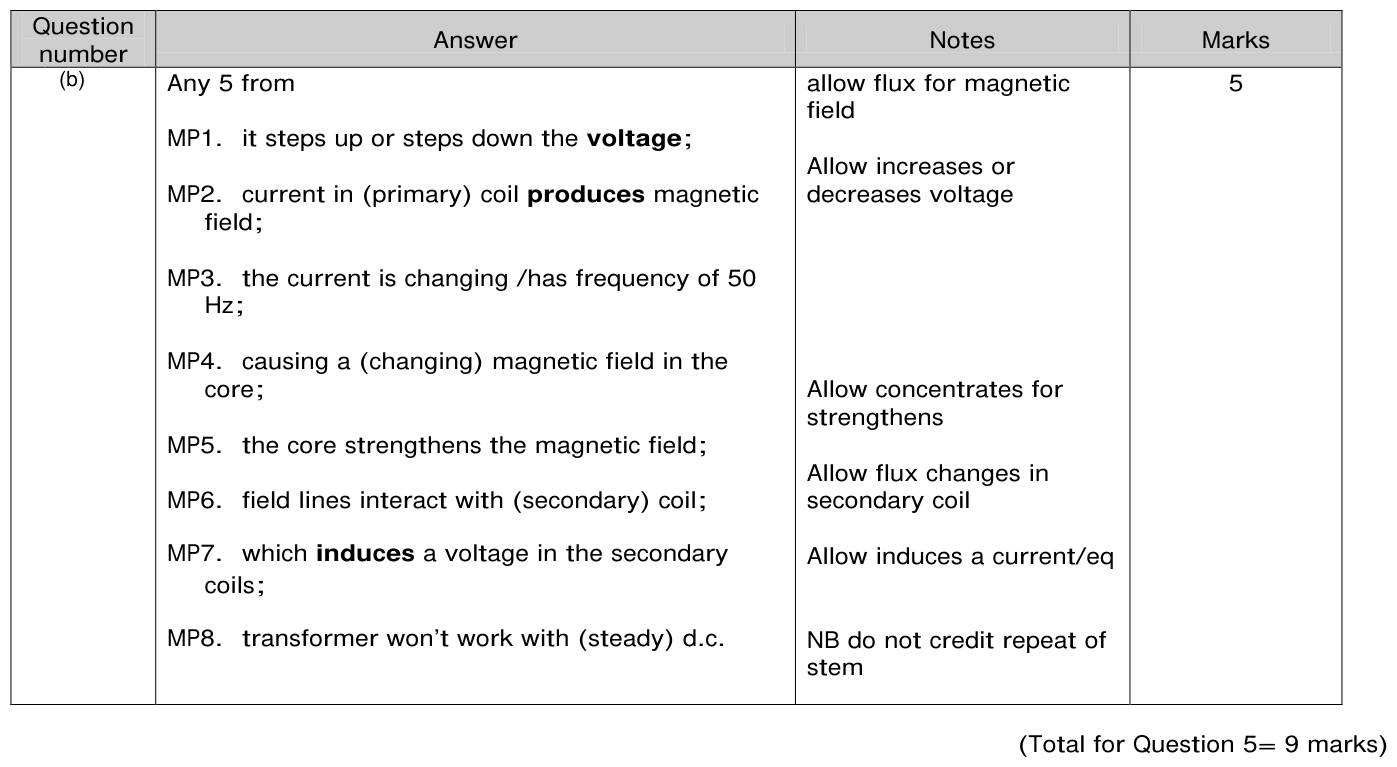 Question number
Answer
Notes
Marks
(b)
Any 5 from
MP1. it steps up or steps down the voltage;
MP2. current in (primary) coil produces magnetic
field;
MP3. the current is changing /has frequency of 50
Hz;
MP4. causing a (changing) magnetic field in the
core;
MP5. the core strengthens the magnetic field;
MP6. field lines interact with (secondary) coil;
MP7. which induces a voltage in the secondary
coils;
MP8. transformer won't work with (steady) d.c.
allow flux for magnetic
field
Allow increases or
decreases voltage
Allow concentrates for
strengthens
Allow flux changes in
secondary coil
Allow induces a current/eq
NB do not credit repeat of
stem
5
(Total for Question 5= 9 marks)